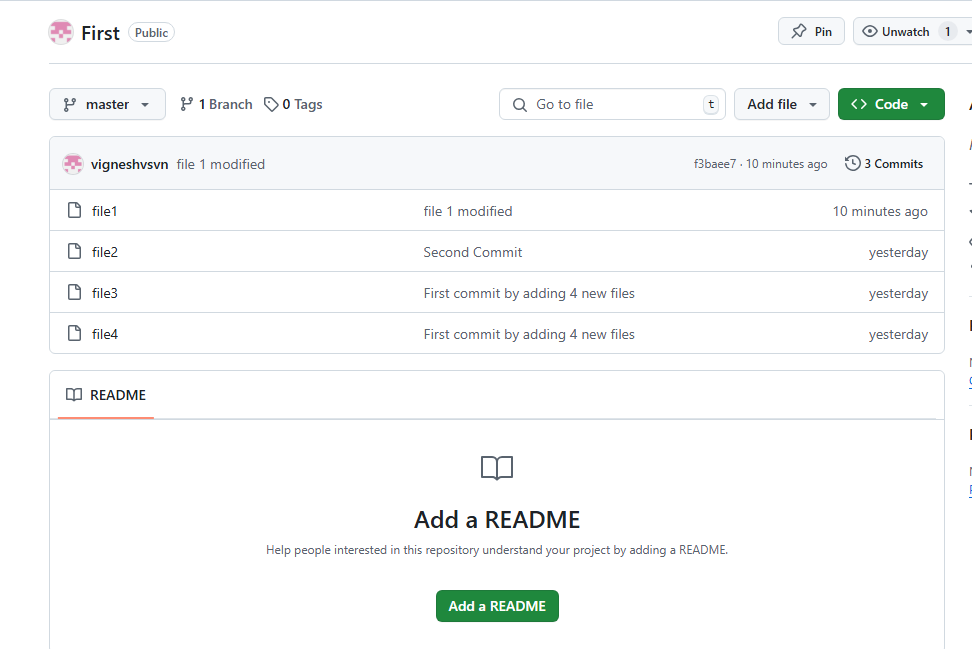 First Public Pin Unwatch 1
master 1 Branch 0 Tags Go to file t Add file Code
vigneshvsvn file 1 modified f3baee7 · 10 minutes ago 3 Commits
file1 file 1 modified 10 minutes ago
file2 Second Commit yesterday
file3 First commit by adding 4 new files yesterday
file4 First commit by adding 4 new files yesterday
README
Add a README
Help people interested in this repository understand your project by adding a README.
Add a README